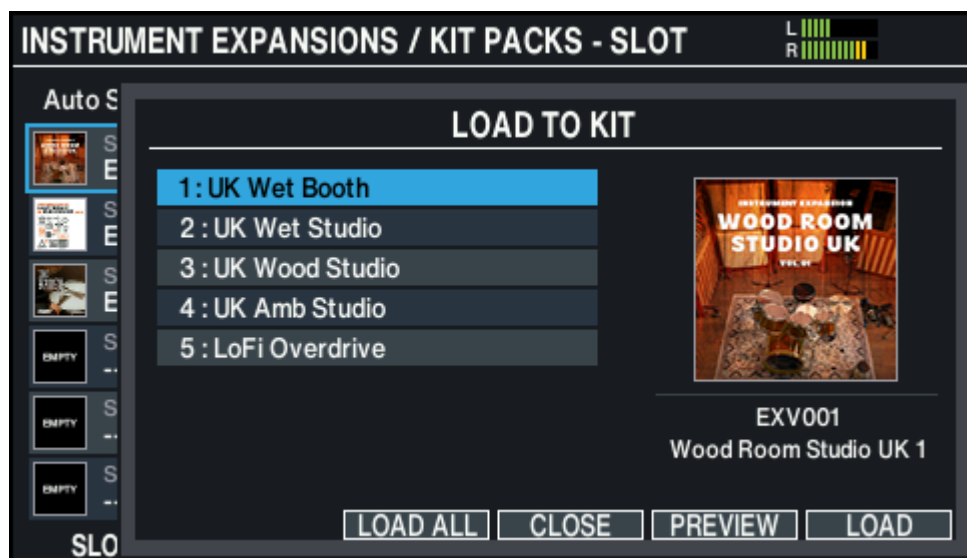 INSTRUMENT EXPANSIONS / KIT PACKS - SLOT
L
R
Auto S
S
E
S
E
S
E
EMPTY
S
--
EMPTY
S
--
EMPTY
S
--
SLO
LOAD TO KIT
1 : UK Wet Booth
2 : UK Wet Studio
3 : UK Wood Studio
4 : UK Amb Studio
5 : LoFi Overdrive
INSTRUMENT EXPANSION
WOOD ROOM
STUDIO UK
VOL.01
EXV001
Wood Room Studio UK 1
LOAD ALL
CLOSE
PREVIEW
LOAD